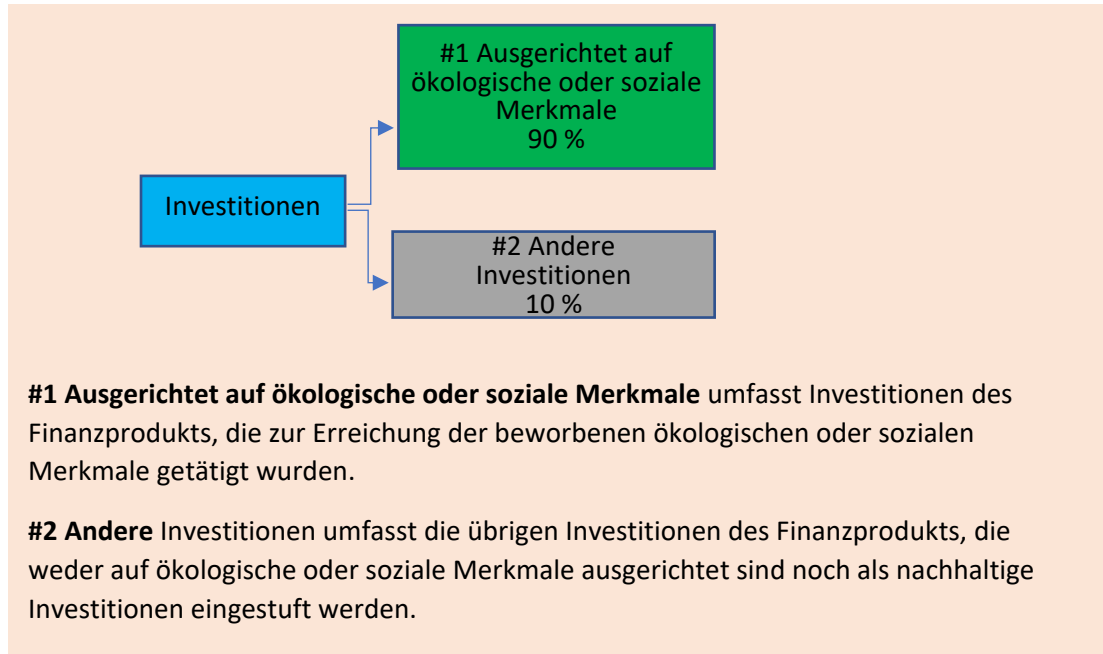 #1 Ausgerichtet auf
ökologische oder soziale
Merkmale
90 %
Investitionen
#2 Andere
Investitionen
10 %
#1 Ausgerichtet auf ökologische oder soziale Merkmale umfasst Investitionen des
Finanzprodukts, die zur Erreichung der beworbenen ökologischen oder sozialen
Merkmale getätigt wurden.
#2 Andere Investitionen umfasst die übrigen Investitionen des Finanzprodukts, die
weder auf ökologische oder soziale Merkmale ausgerichtet sind noch als nachhaltige
Investitionen eingestuft werden.